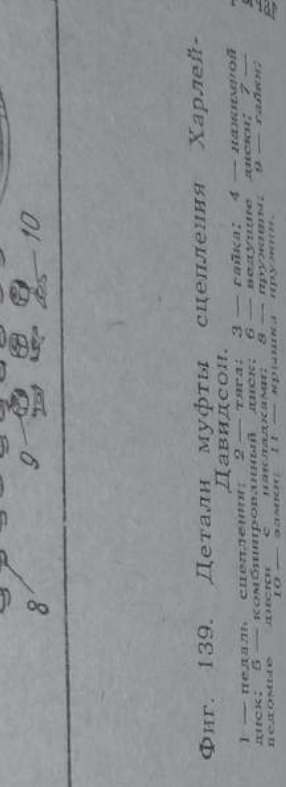 8
9
10
Фиг. 139. Детали муфты сцепления Харлей-
Давидсон.
1 — педаль сцепления; 2 — тяга; 3 — гайка; 4 — нажимной
диск; 5 — комбинированный диск; 6 — ведущие диски; 7 —
ведомые диски с накладками; 8 — пружины; 9 — гайки;
10 — замки; 11 — крышка пружин.